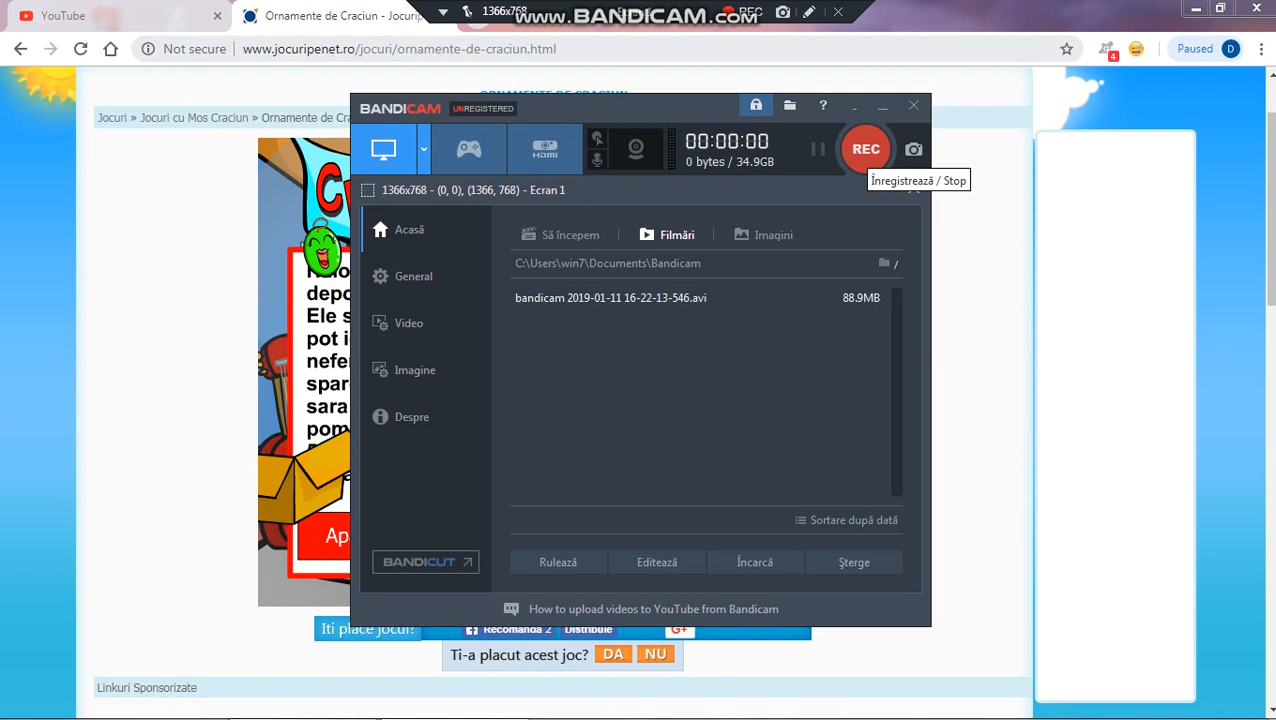 YouTube
Ornamente de Craciun - Jocurip
1366x768
REC
www.BANDICAM.com
Not secure
www.jocuripenet.ro/jocuri/ornamente-de-craciun.html
4
Paused
D
Jocuri » Jocuri cu Mos Craciun » Ornamente de Cra
BANDICAM
UNREGISTERED
?
HDMI
00:00:00
0 bytes / 34.9GB
REC
Înregistrează / Stop
1366x768 - (0, 0), (1366, 768) - Ecran 1
Acasă
General
Video
Imagine
Despre
BANDICUT
Să începem
Filmări
Imagini
C:\Users\win7\Documents\Bandicam
/
bandicam 2019-01-11 16-22-13-546.avi
88.9MB
Sortare după dată
Rulează
Editează
Încarcă
Şterge
How to upload videos to YouTube from Bandicam
depo
Ele s
pot i
nefe
spar
sara
pom
Ap
Iti place jocul?
Recomanda 2
Distribuie
G+
Ti-a placut acest joc?
DA
NU
Linkuri Sponsorizate